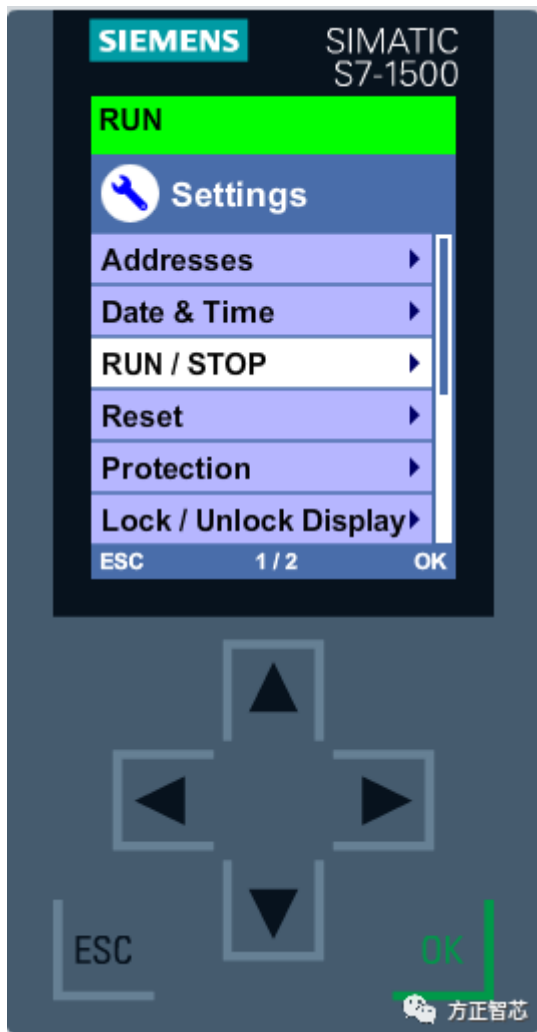 SIEMENS
SIMATIC
S7-1500
RUN
Settings
Addresses
Date & Time
RUN / STOP
Reset
Protection
Lock / Unlock Display
ESC 1 / 2 OK
ESC OK
方正智芯